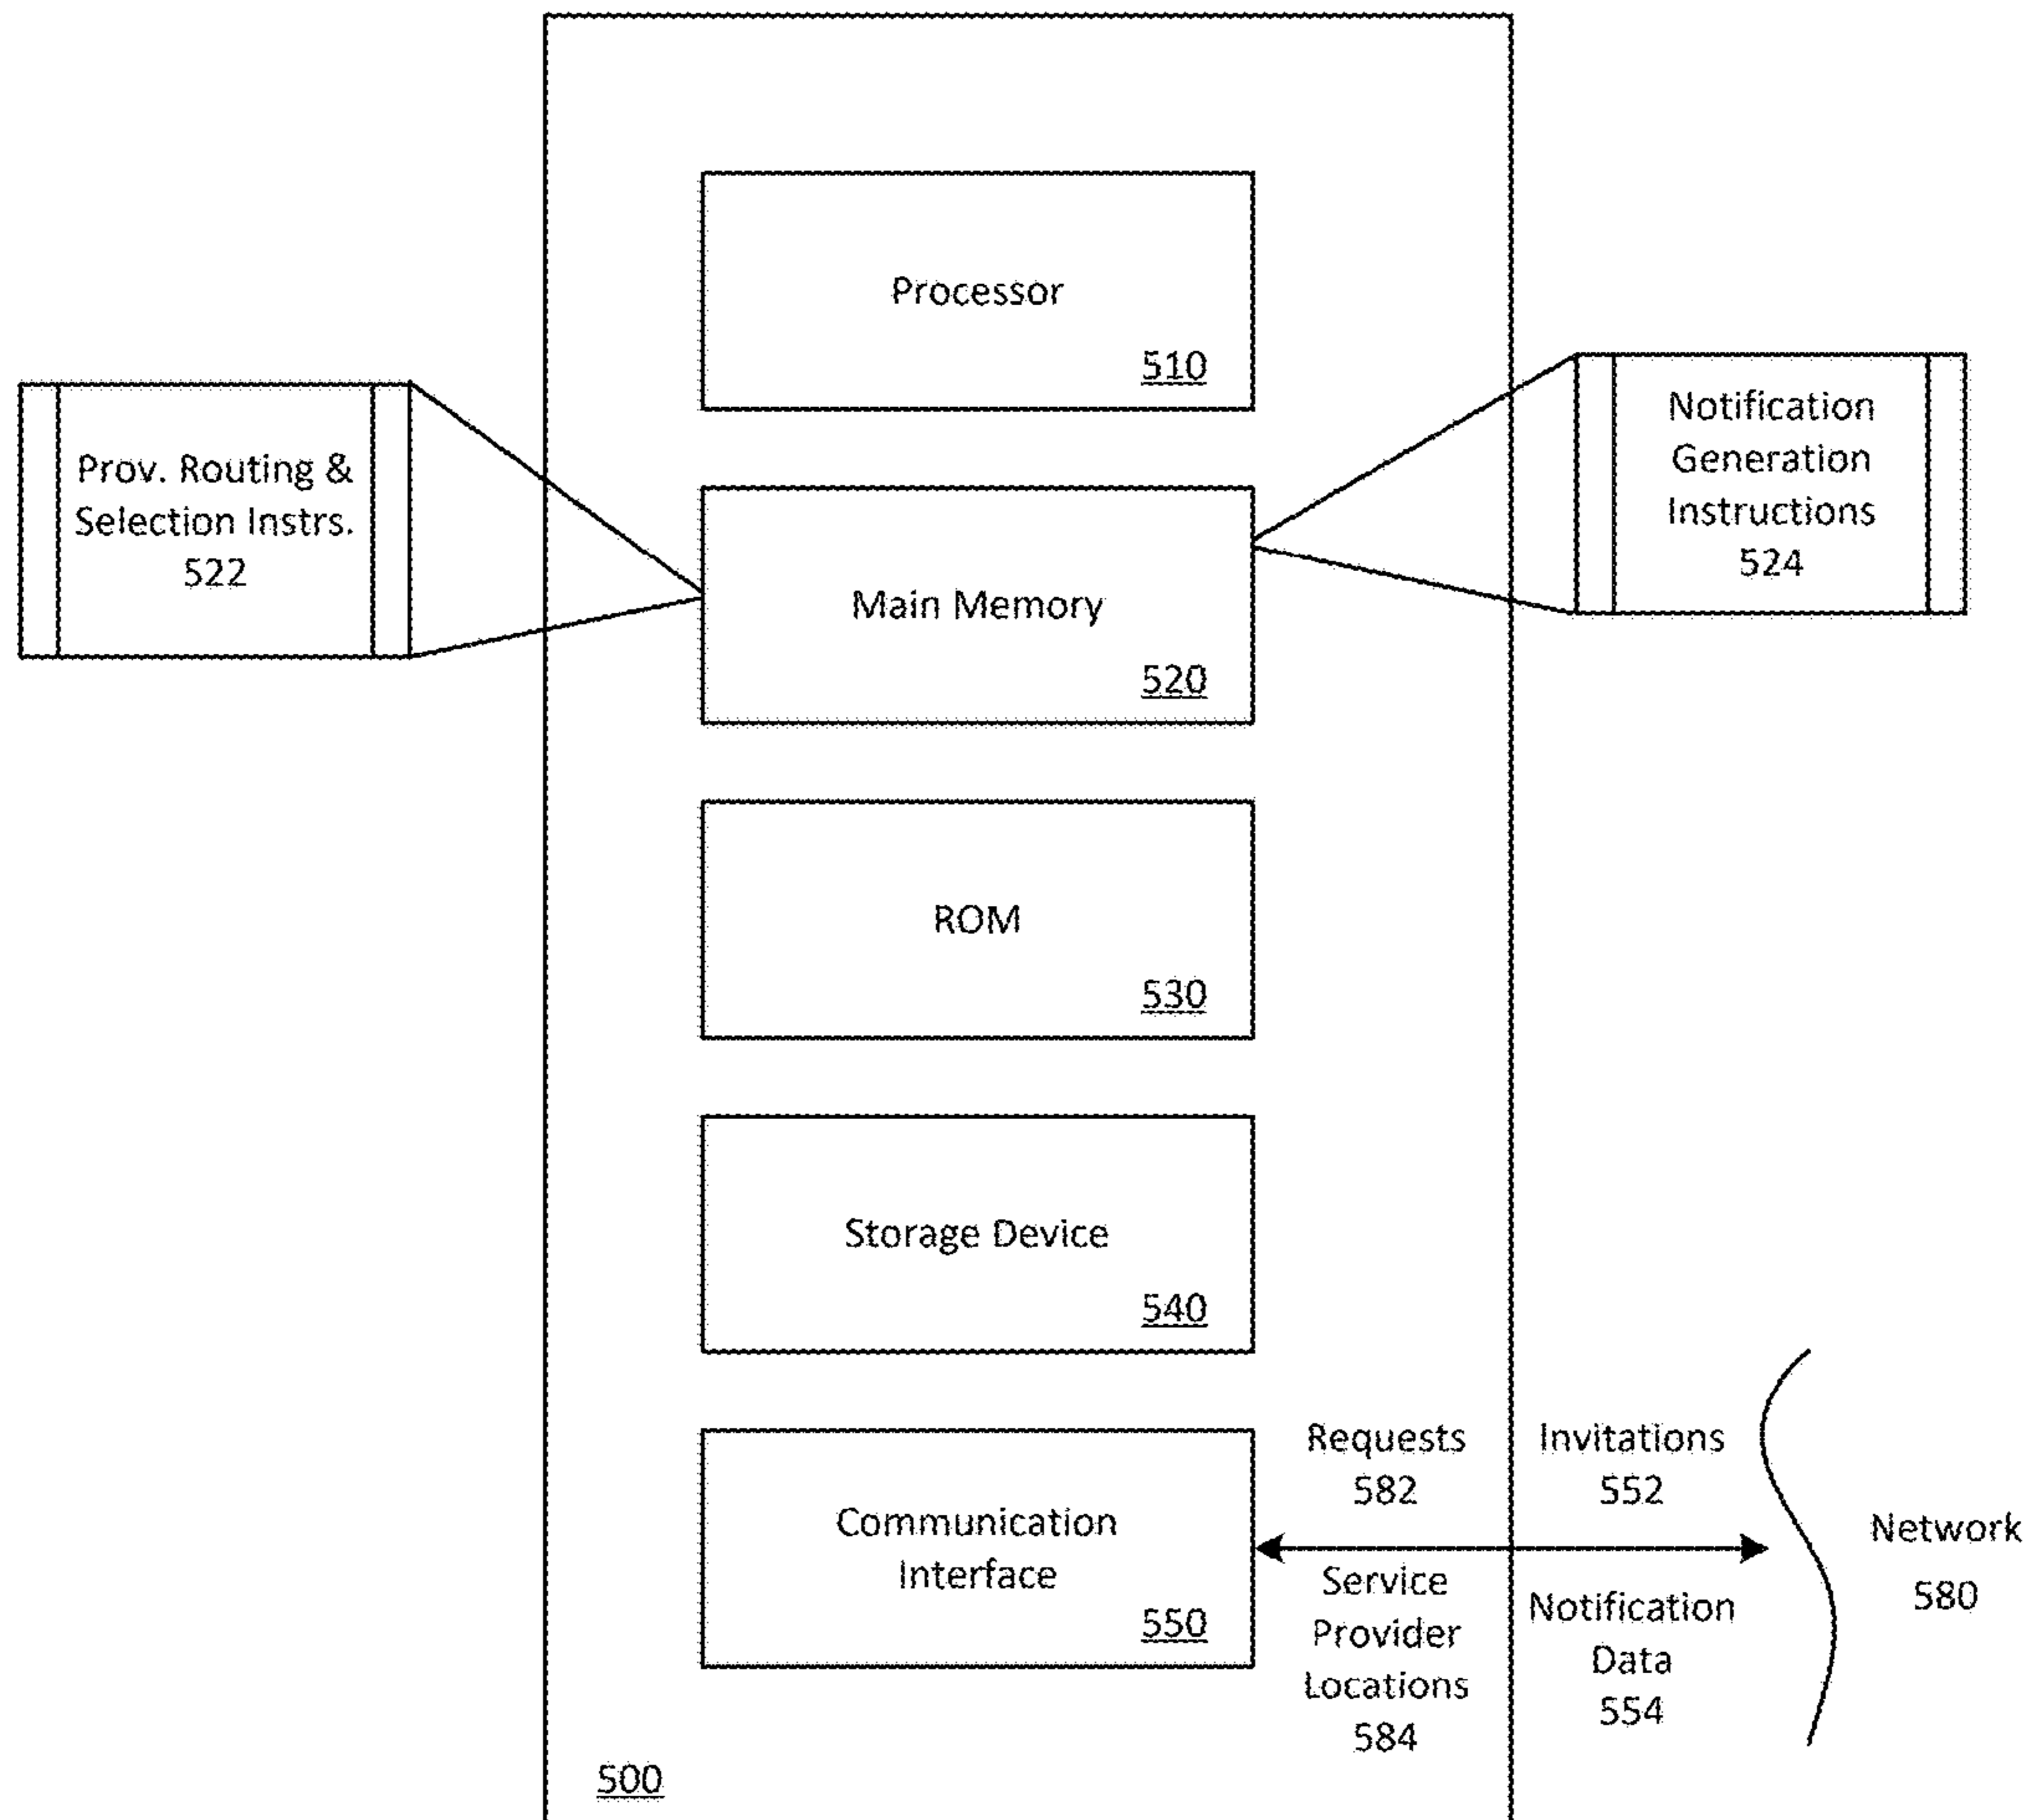 Processor
510
Prov. Routing &
Selection Instrs.
522
Notification
Generation
Instructions
524
Main Memory
520
ROM
530
Storage Device
540
Communication
Interface
550
Requests
582
Service
Provider
Locations
584
Invitations
552
Notification
Data
554
Network
580
500